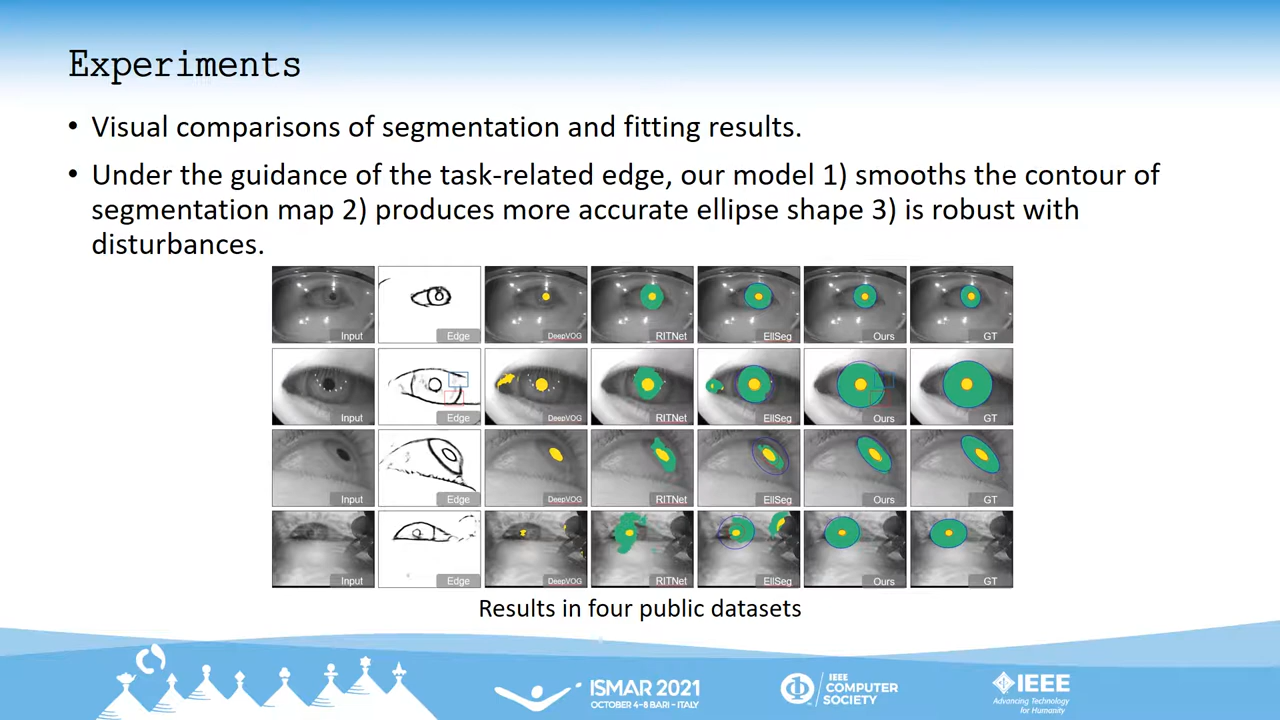 Experiments
• Visual comparisons of segmentation and fitting results.
• Under the guidance of the task-related edge, our model 1) smooths the contour of
segmentation map 2) produces more accurate ellipse shape 3) is robust with
disturbances.
Input Edge DeepVOG RITNet EllSeg Ours GT
Input Edge DeepVOG RITNet EllSeg Ours GT
Input Edge DeepVOG RITNet EllSeg Ours GT
Input Edge DeepVOG RITNet EllSeg Ours GT
Results in four public datasets
ISMAR 2021
OCTOBER 4-8 BARI - ITALY
IEEE
COMPUTER
SOCIETY
IEEE
Advancing Technology
for Humanity